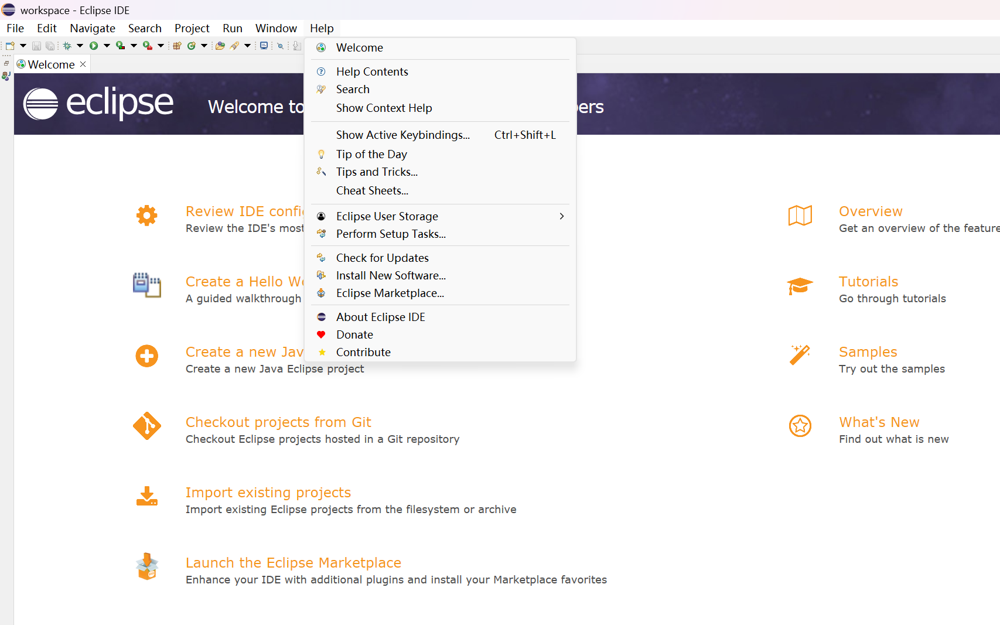 workspace - Eclipse IDE
File Edit Navigate Search Project Run Window Help
Welcome
eclipse
Welcome to
pers
Welcome
Help Contents
Search
Show Context Help
Show Active Keybindings... Ctrl+Shift+L
Tip of the Day
Tips and Tricks...
Cheat Sheets...
Eclipse User Storage
Perform Setup Tasks...
Check for Updates
Install New Software...
Eclipse Marketplace...
About Eclipse IDE
Donate
Contribute
Review IDE config
Review the IDE's most
Create a Hello Wo
A guided walkthrough
Create a new Jav
Create a new Java Eclipse project
Checkout projects from Git
Checkout Eclipse projects hosted in a Git repository
Import existing projects
Import existing Eclipse projects from the filesystem or archive
Launch the Eclipse Marketplace
Enhance your IDE with additional plugins and install your Marketplace favorites
Overview
Get an overview of the feature
Tutorials
Go through tutorials
Samples
Try out the samples
What's New
Find out what is new